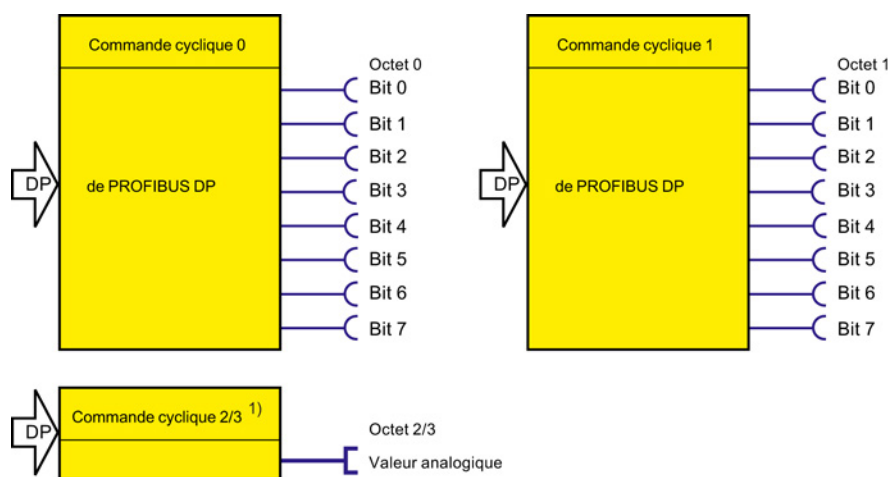 Commande cyclique 0
Octet 0
Bit 0
Bit 1
DP
Bit 2
de PROFIBUS DP
Bit 3
Bit 4
Bit 5
Bit 6
Bit 7
Commande cyclique 1
Octet 1
Bit 0
Bit 1
DP
Bit 2
de PROFIBUS DP
Bit 3
Bit 4
Bit 5
Bit 6
Bit 7
DP
Commande cyclique 2/3 1)
Octet 2/3
Valeur analogique